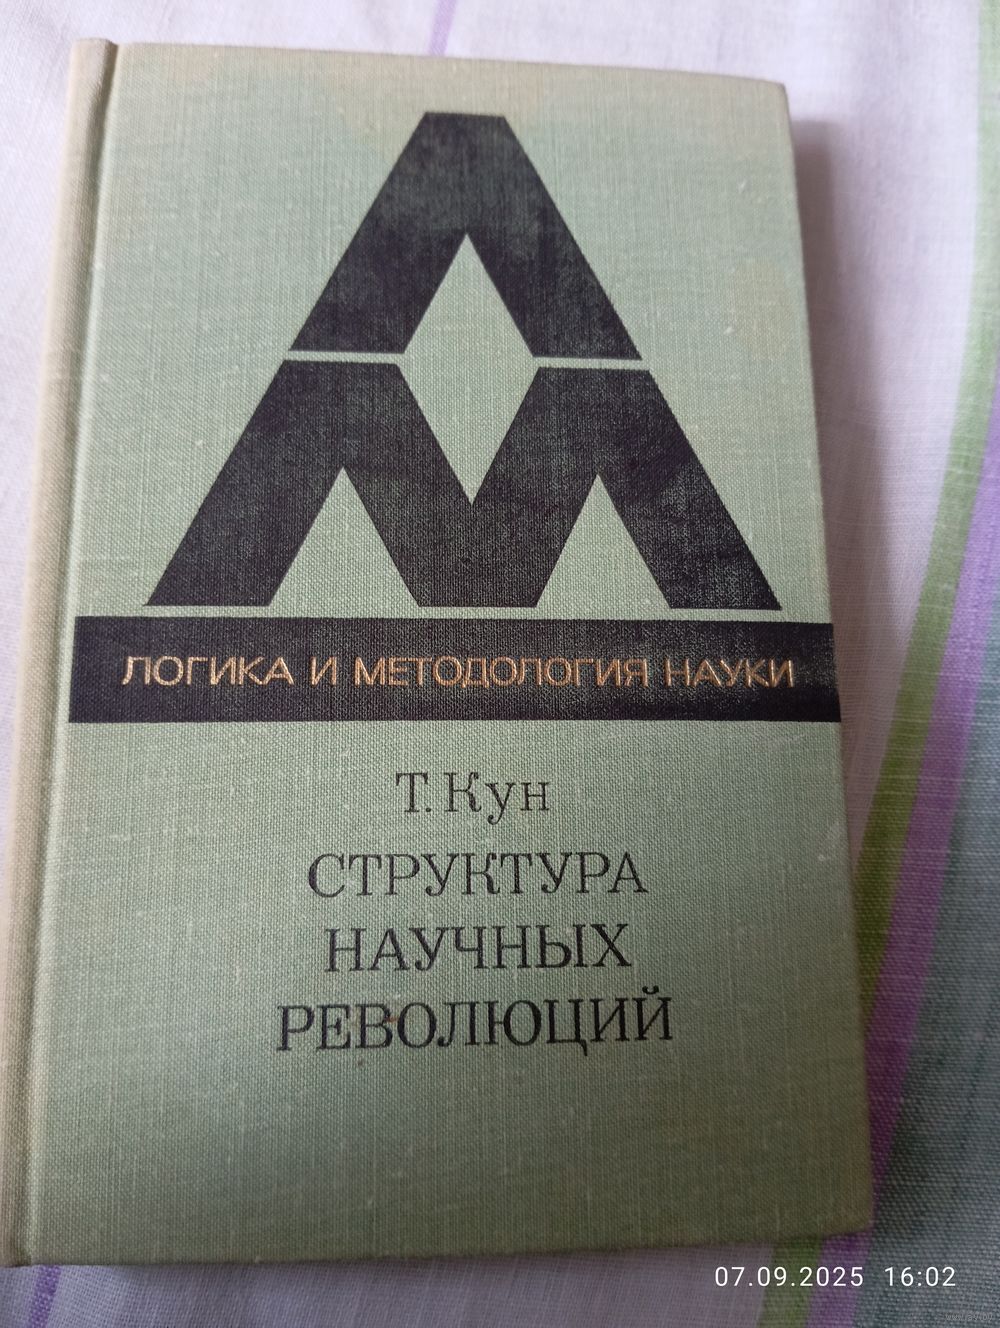 Л
М
ЛОГИКА И МЕТОДОЛОГИЯ НАУКИ
Т. Кун
СТРУКТУРА
НАУЧНЫХ
РЕВОЛЮЦИЙ
07.09.2025 16:02